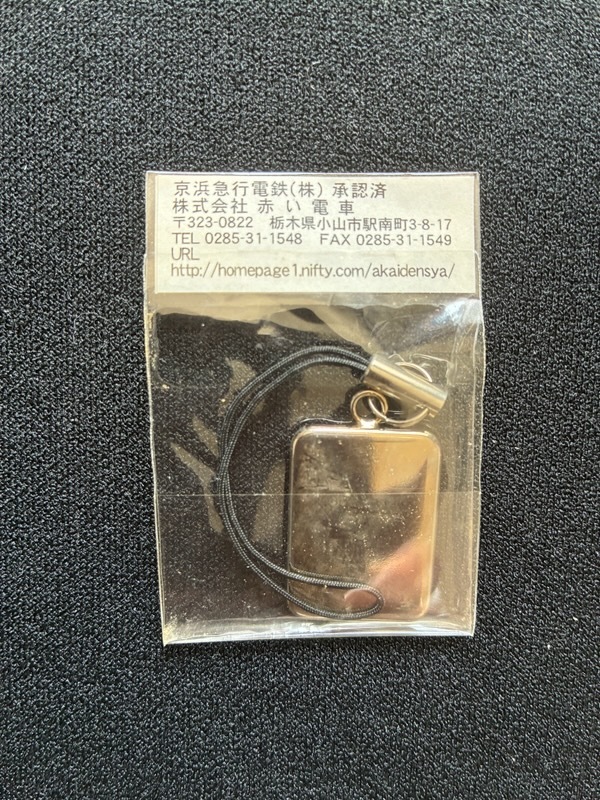 京浜急行電鉄(株) 承認済
株式会社 赤い電車
〒323-0822 栃木県小山市駅南町3-8-17
TEL 0285-31-1548 FAX 0285-31-1549
URL
http://homepage1.nifty.com/akaidensya/